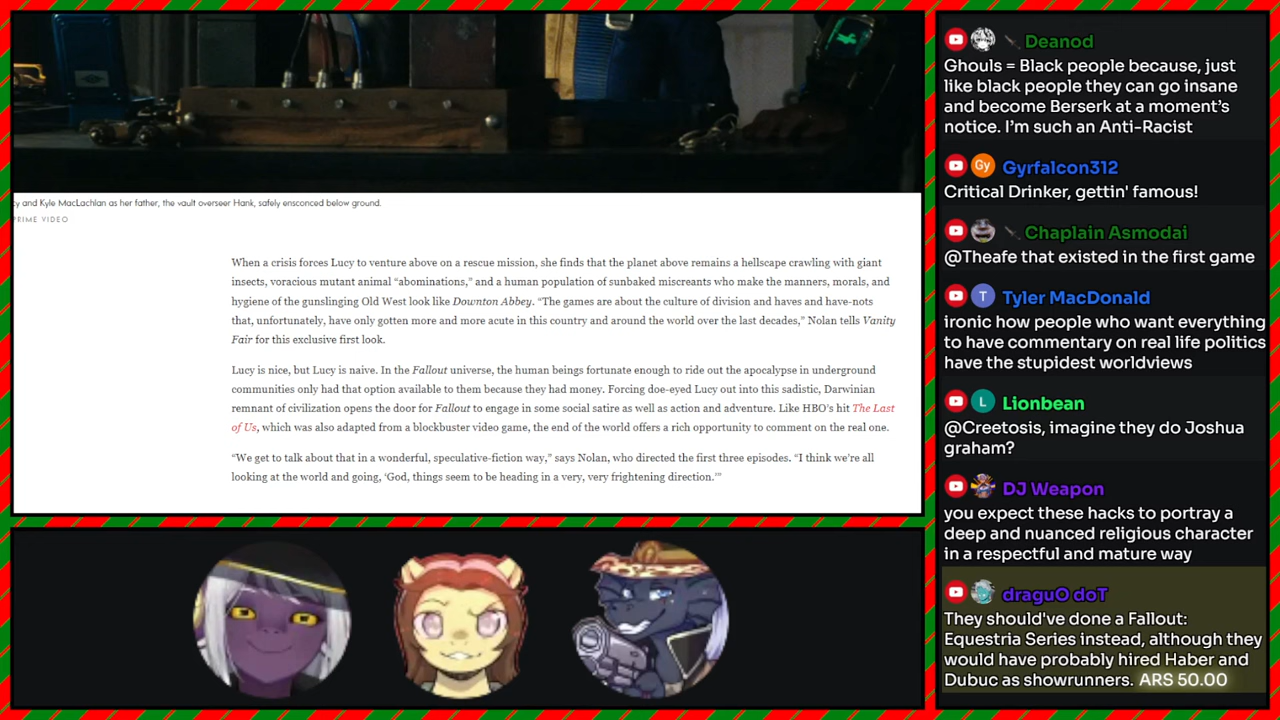 cy and Kyle MacLachlan as her father, the vault overseer Hank, safely ensconced below ground.
PRIME VIDEO
When a crisis forces Lucy to venture above on a rescue mission, she finds that the planet above remains a hellscape crawling with giant
insects, voracious mutant animal “abominations,” and a human population of sunbaked miscreants who make the manners, morals, and
hygiene of the gunslinging Old West look like Downton Abbey. “The games are about the culture of division and haves and have-nots
that, unfortunately, have only gotten more and more acute in this country and around the world over the last decades,” Nolan tells Vanity
Fair for this exclusive first look.
Lucy is nice, but Lucy is naive. In the Fallout universe, the human beings fortunate enough to ride out the apocalypse in underground
communities only had that option available to them because they had money. Forcing doe-eyed Lucy out into this sadistic, Darwinian
remnant of civilization opens the door for Fallout to engage in some social satire as well as action and adventure. Like HBO’s hit The Last
of Us, which was also adapted from a blockbuster video game, the end of the world offers a rich opportunity to comment on the real one.
“We get to talk about that in a wonderful, speculative-fiction way,” says Nolan, who directed the first three episodes. “I think we’re all
looking at the world and going, ‘God, things seem to be heading in a very, very frightening direction.’”
Deanod
Ghouls = Black people because, just
like black people they can go insane
and become Berserk at a moment’s
notice. I’m such an Anti-Racist
Gy Gyrfalcon312
Critical Drinker, gettin' famous!
Chaplain Asmodai
@Theafe that existed in the first game
T Tyler MacDonald
ironic how people who want everything
to have commentary on real life politics
have the stupidest worldviews
L Lionbean
@Creetosis, imagine they do Joshua
graham?
DJ Weapon
you expect these hacks to portray a
deep and nuanced religious character
in a respectful and mature way
draguO doT
They should've done a Fallout:
Equestria Series instead, although they
would have probably hired Haber and
Dubuc as showrunners. ARS 50.00